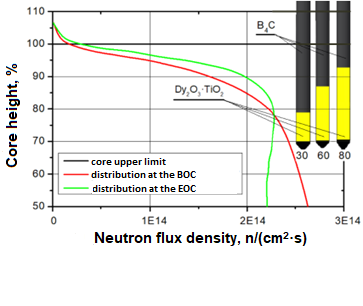 110
B₄C
100
90
Dy₂O₃·TiO₂
80
70
30 60 80
60
50
core upper limit
distribution at the BOC
distribution at the EOC
Core height, %
0 1E14 2E14 3E14
Neutron flux density, n/(cm²·s)